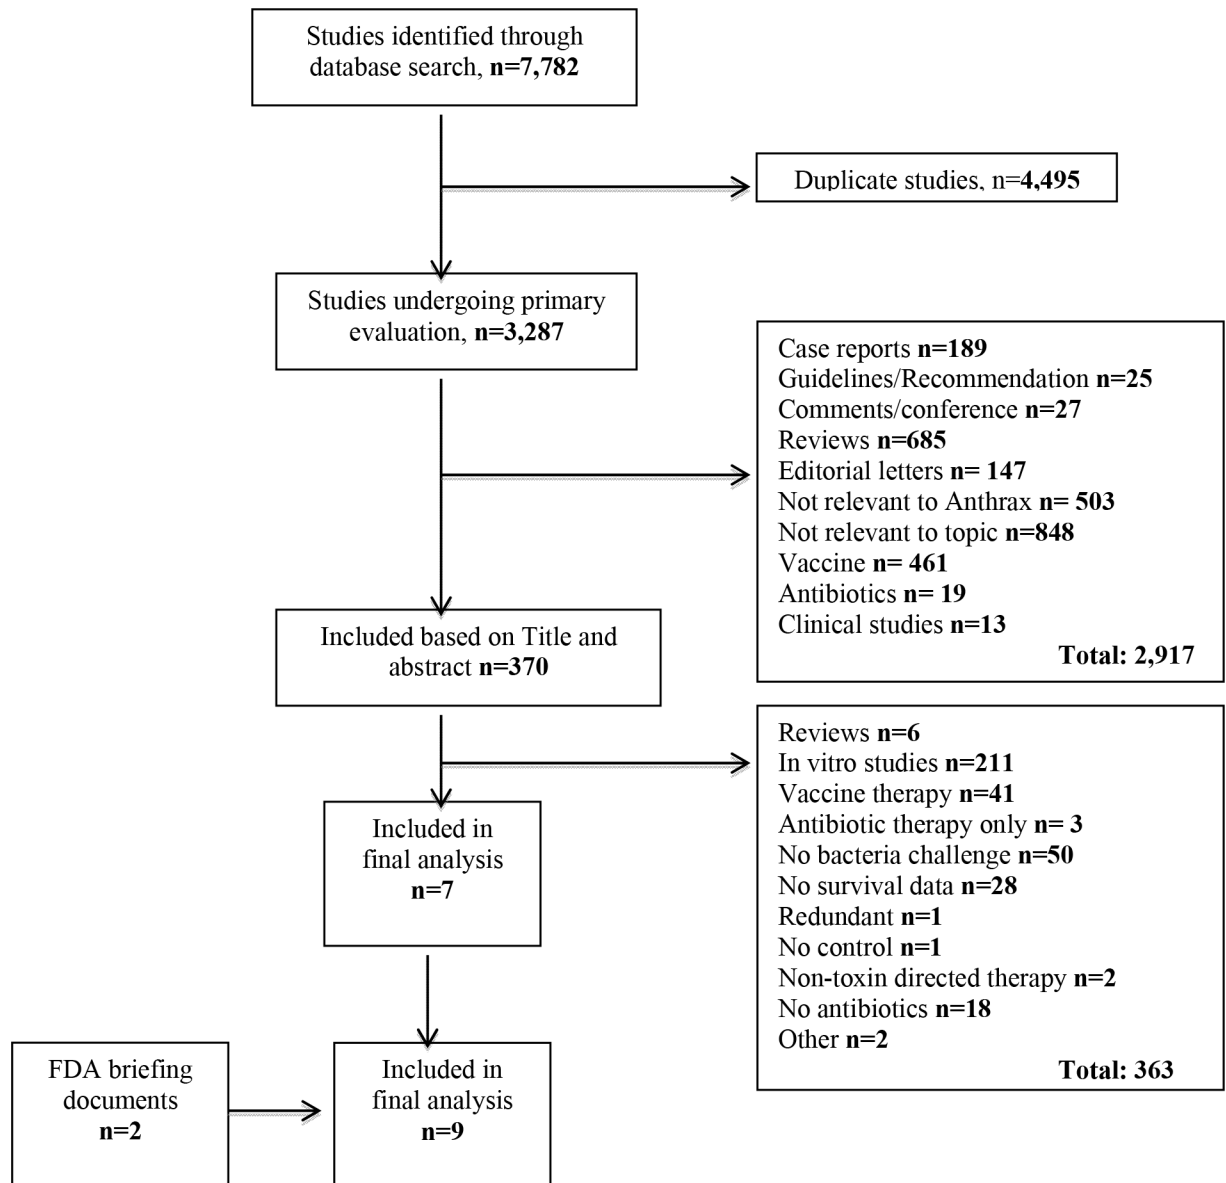 Studies identified through
database search, n=7,782
Duplicate studies, n=4,495
Studies undergoing primary
evaluation, n=3,287
Case reports n=189
Guidelines/Recommendation n=25
Comments/conference n=27
Reviews n=685
Editorial letters n= 147
Not relevant to Anthrax n= 503
Not relevant to topic n=848
Vaccine n= 461
Antibiotics n= 19
Clinical studies n=13
Total: 2,917
Included based on Title and
abstract n=370
Reviews n=6
In vitro studies n=211
Vaccine therapy n=41
Antibiotic therapy only n= 3
No bacteria challenge n=50
No survival data n=28
Redundant n=1
No control n=1
Non-toxin directed therapy n=2
No antibiotics n=18
Other n=2
Total: 363
Included in
final analysis
n=7
FDA briefing
documents
n=2
Included in
final analysis
n=9